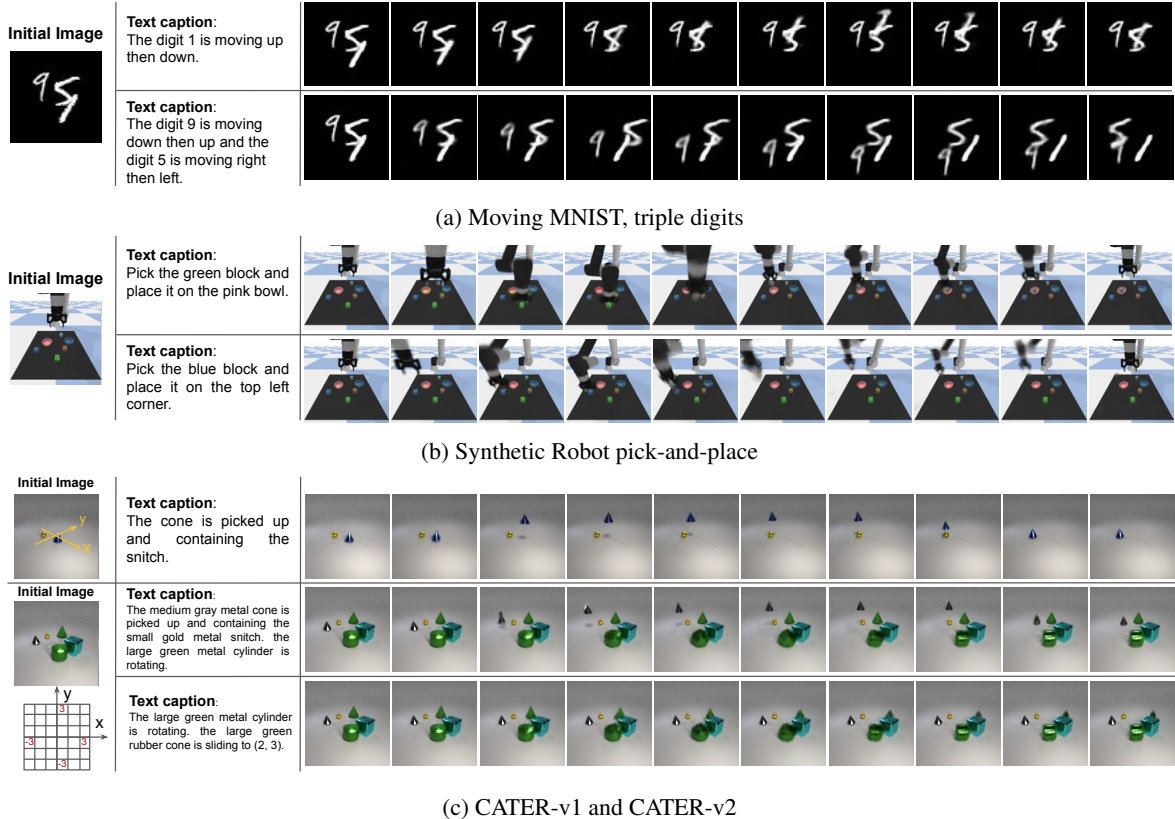 Initial Image
Text caption:
The digit 1 is moving up
then down.
Text caption:
The digit 9 is moving
down then up and the
digit 5 is moving right
then left.
(a) Moving MNIST, triple digits
Initial Image
Text caption:
Pick the green block and
place it on the pink bowl.
Text caption:
Pick the blue block and
place it on the top left
corner.
(b) Synthetic Robot pick-and-place
Initial Image
y
x
Text caption:
The cone is picked up
and containing the
snitch.
Initial Image
Text caption:
The medium gray metal cone is
picked up and containing the
small gold metal snitch. the
large green metal cylinder is
rotating.
y
x
3
-3
3
-3
Text caption:
The large green metal cylinder
is rotating. the large green
rubber cone is sliding to (2, 3).
(c) CATER-v1 and CATER-v2